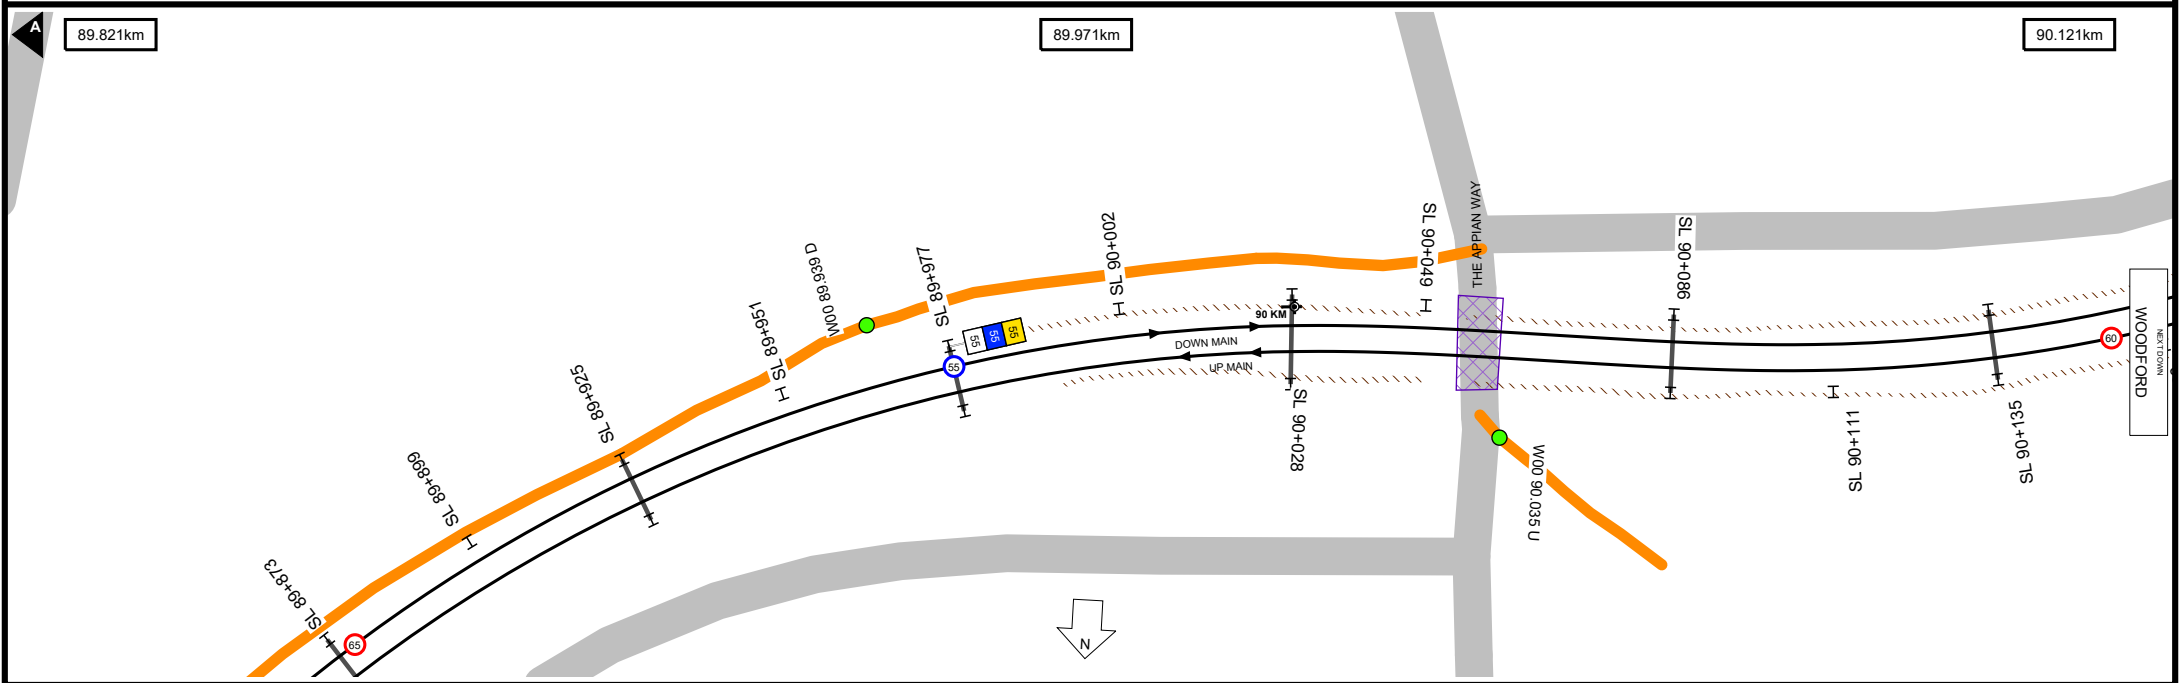 A
89.821km
89.971km
90.121km
SL 89+873
SL 89+899
SL 89+925
SL 89+951
W00 89.939 D
SL 89+977
55
55
55
55
SL 90+002
90 KM
DOWN MAIN
UP MAIN
SL 90+028
SL 90+049
THE APPIAN WAY
W00 90.035 U
SL 90+086
SL 90+111
SL 90+135
60
WOODFORD
NEXT DOWN
65
N